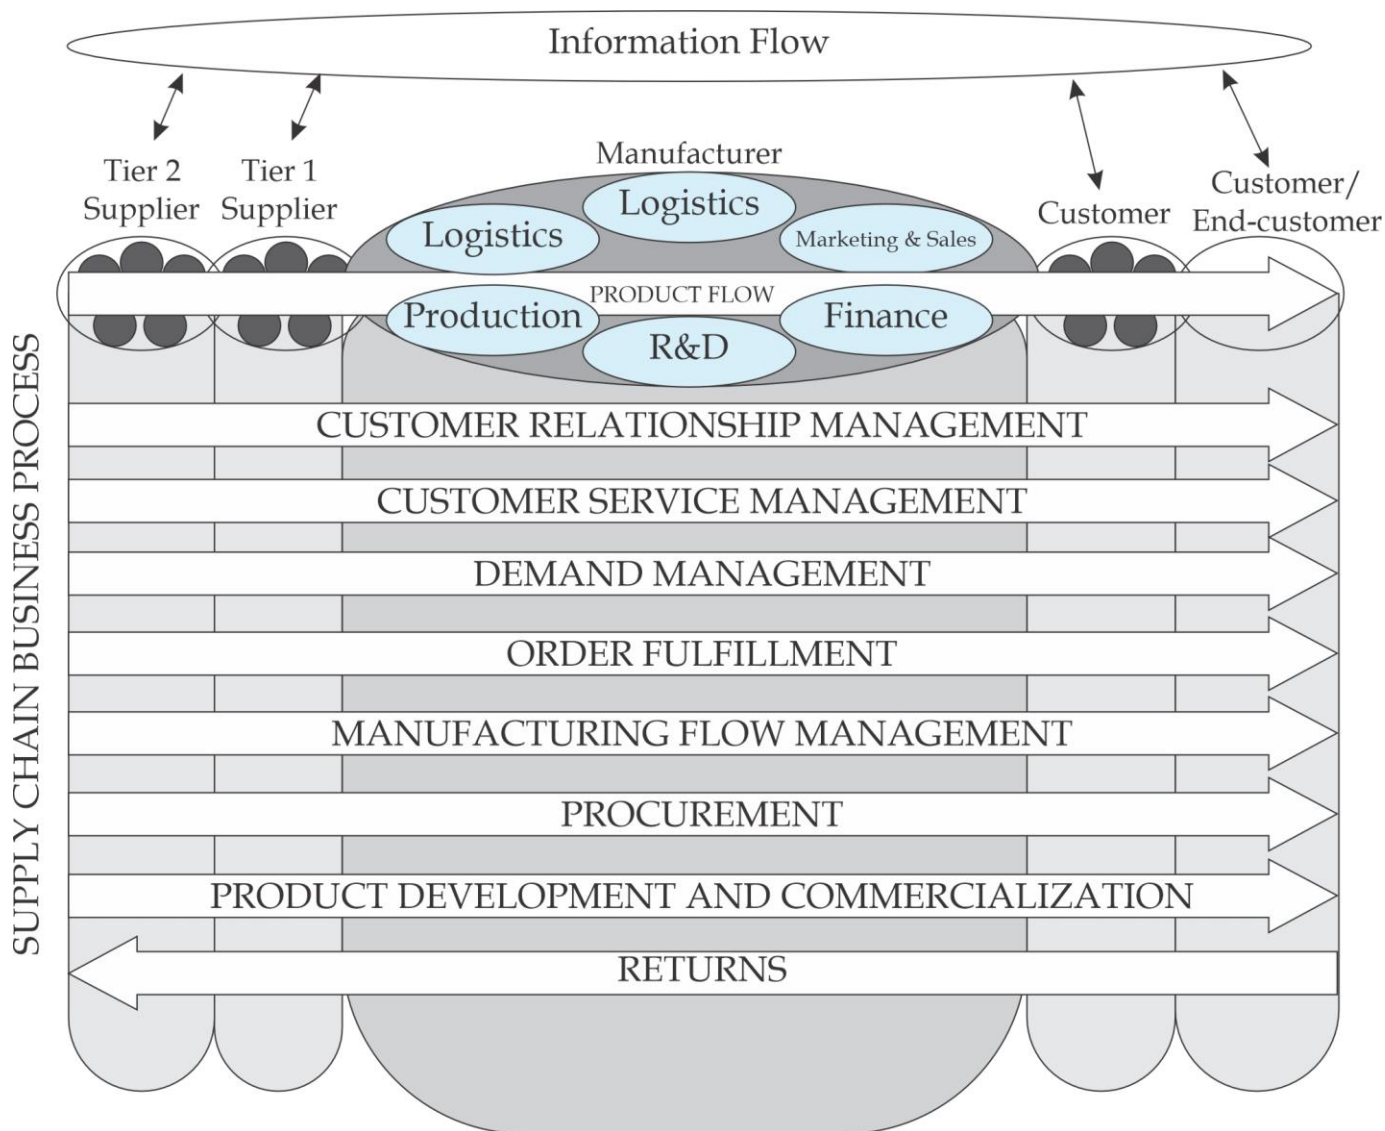 Information Flow
Manufacturer
Tier 2
Supplier
Tier 1
Supplier
Customer
Customer/
End-customer
Logistics
Logistics
Marketing & Sales
PRODUCT FLOW
Production
R&D
Finance
SUPPLY CHAIN BUSINESS PROCESS
CUSTOMER RELATIONSHIP MANAGEMENT
CUSTOMER SERVICE MANAGEMENT
DEMAND MANAGEMENT
ORDER FULFILLMENT
MANUFACTURING FLOW MANAGEMENT
PROCUREMENT
PRODUCT DEVELOPMENT AND COMMERCIALIZATION
RETURNS